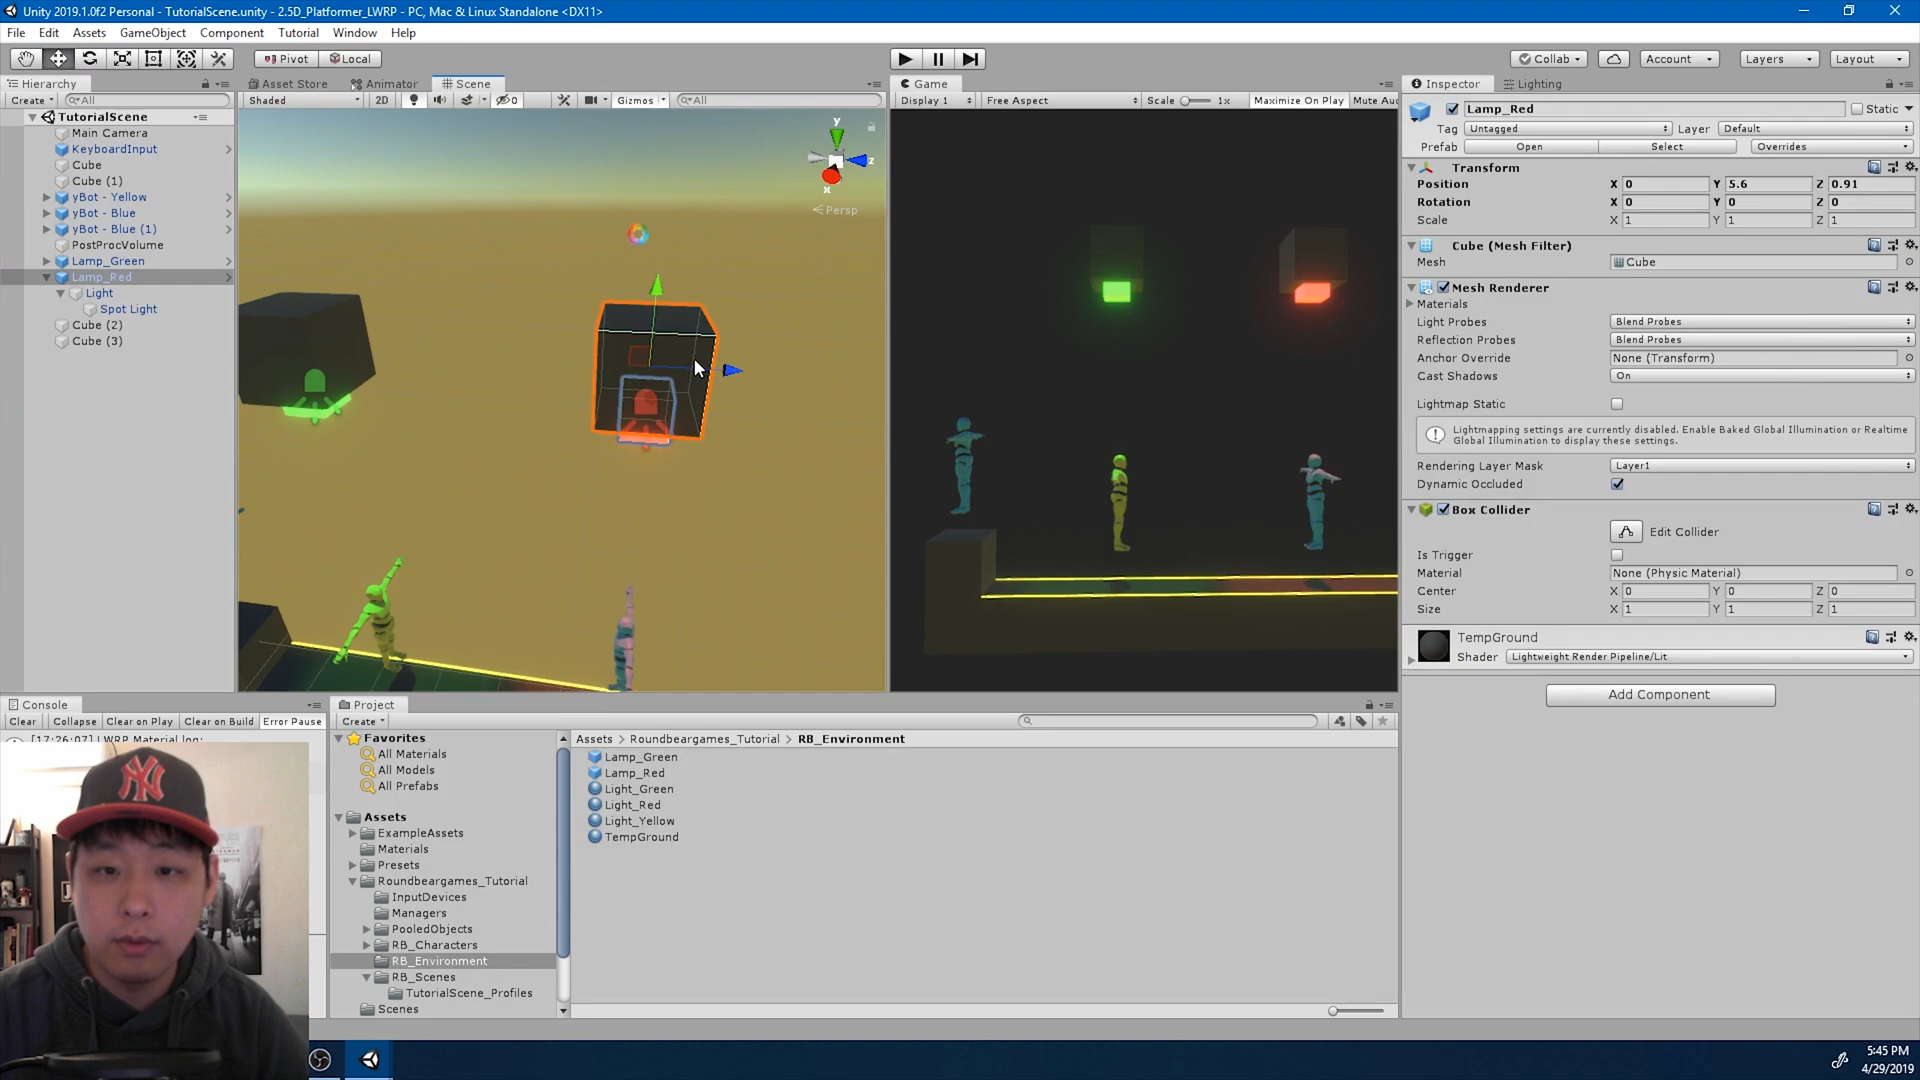 Unity 2019.1.0f2 Personal - TutorialScene.unity - 2.5D_Platformer_LWRP - PC, Mac & Linux Standalone <DX11>
File Edit Assets GameObject Component Tutorial Window Help
Pivot Local Collab Account Layers Layout
Hierarchy Asset Store Animator Scene Game Inspector Lighting
Create All Shaded 2D 0 Gizmos All Display 1 Free Aspect Scale 1x Maximize On Play Mute Au
TutorialScene
Main Camera
KeyboardInput
Cube
Cube (1)
yBot - Yellow
yBot - Blue
yBot - Blue (1)
PostProcVolume
Lamp_Green
Lamp_Red
Light
Spot Light
Cube (2)
Cube (3)
y
z
x
Persp
Lamp_Red Static
Tag Untagged Layer Default
Prefab Open Select Overrides
Transform
Position X 0 Y 5.6 Z 0.91
Rotation X 0 Y 0 Z 0
Scale X 1 Y 1 Z 1
Cube (Mesh Filter)
Mesh Cube
Mesh Renderer
Materials
Light Probes Blend Probes
Reflection Probes Blend Probes
Anchor Override None (Transform)
Cast Shadows On
Lightmap Static
Lightmapping settings are currently disabled. Enable Baked Global Illumination or Realtime
Global Illumination to display these settings.
Rendering Layer Mask Layer1
Dynamic Occluded
Box Collider
Edit Collider
Is Trigger
Material None (Physic Material)
Center X 0 Y 0 Z 0
Size X 1 Y 1 Z 1
TempGround
Shader Lightweight Render Pipeline/Lit
Add Component
Console Project
Clear Collapse Clear on Play Clear on Build Error Pause Create
[17:26:07] LWRP Material log:
Favorites
All Materials
All Models
All Prefabs
Assets
ExampleAssets
Materials
Presets
Roundbeargames_Tutorial
InputDevices
Managers
PooledObjects
RB_Characters
RB_Environment
RB_Scenes
TutorialScene_Profiles
Scenes
Assets > Roundbeargames_Tutorial > RB_Environment
Lamp_Green
Lamp_Red
Light_Green
Light_Red
Light_Yellow
TempGround
5:45 PM
4/29/2019